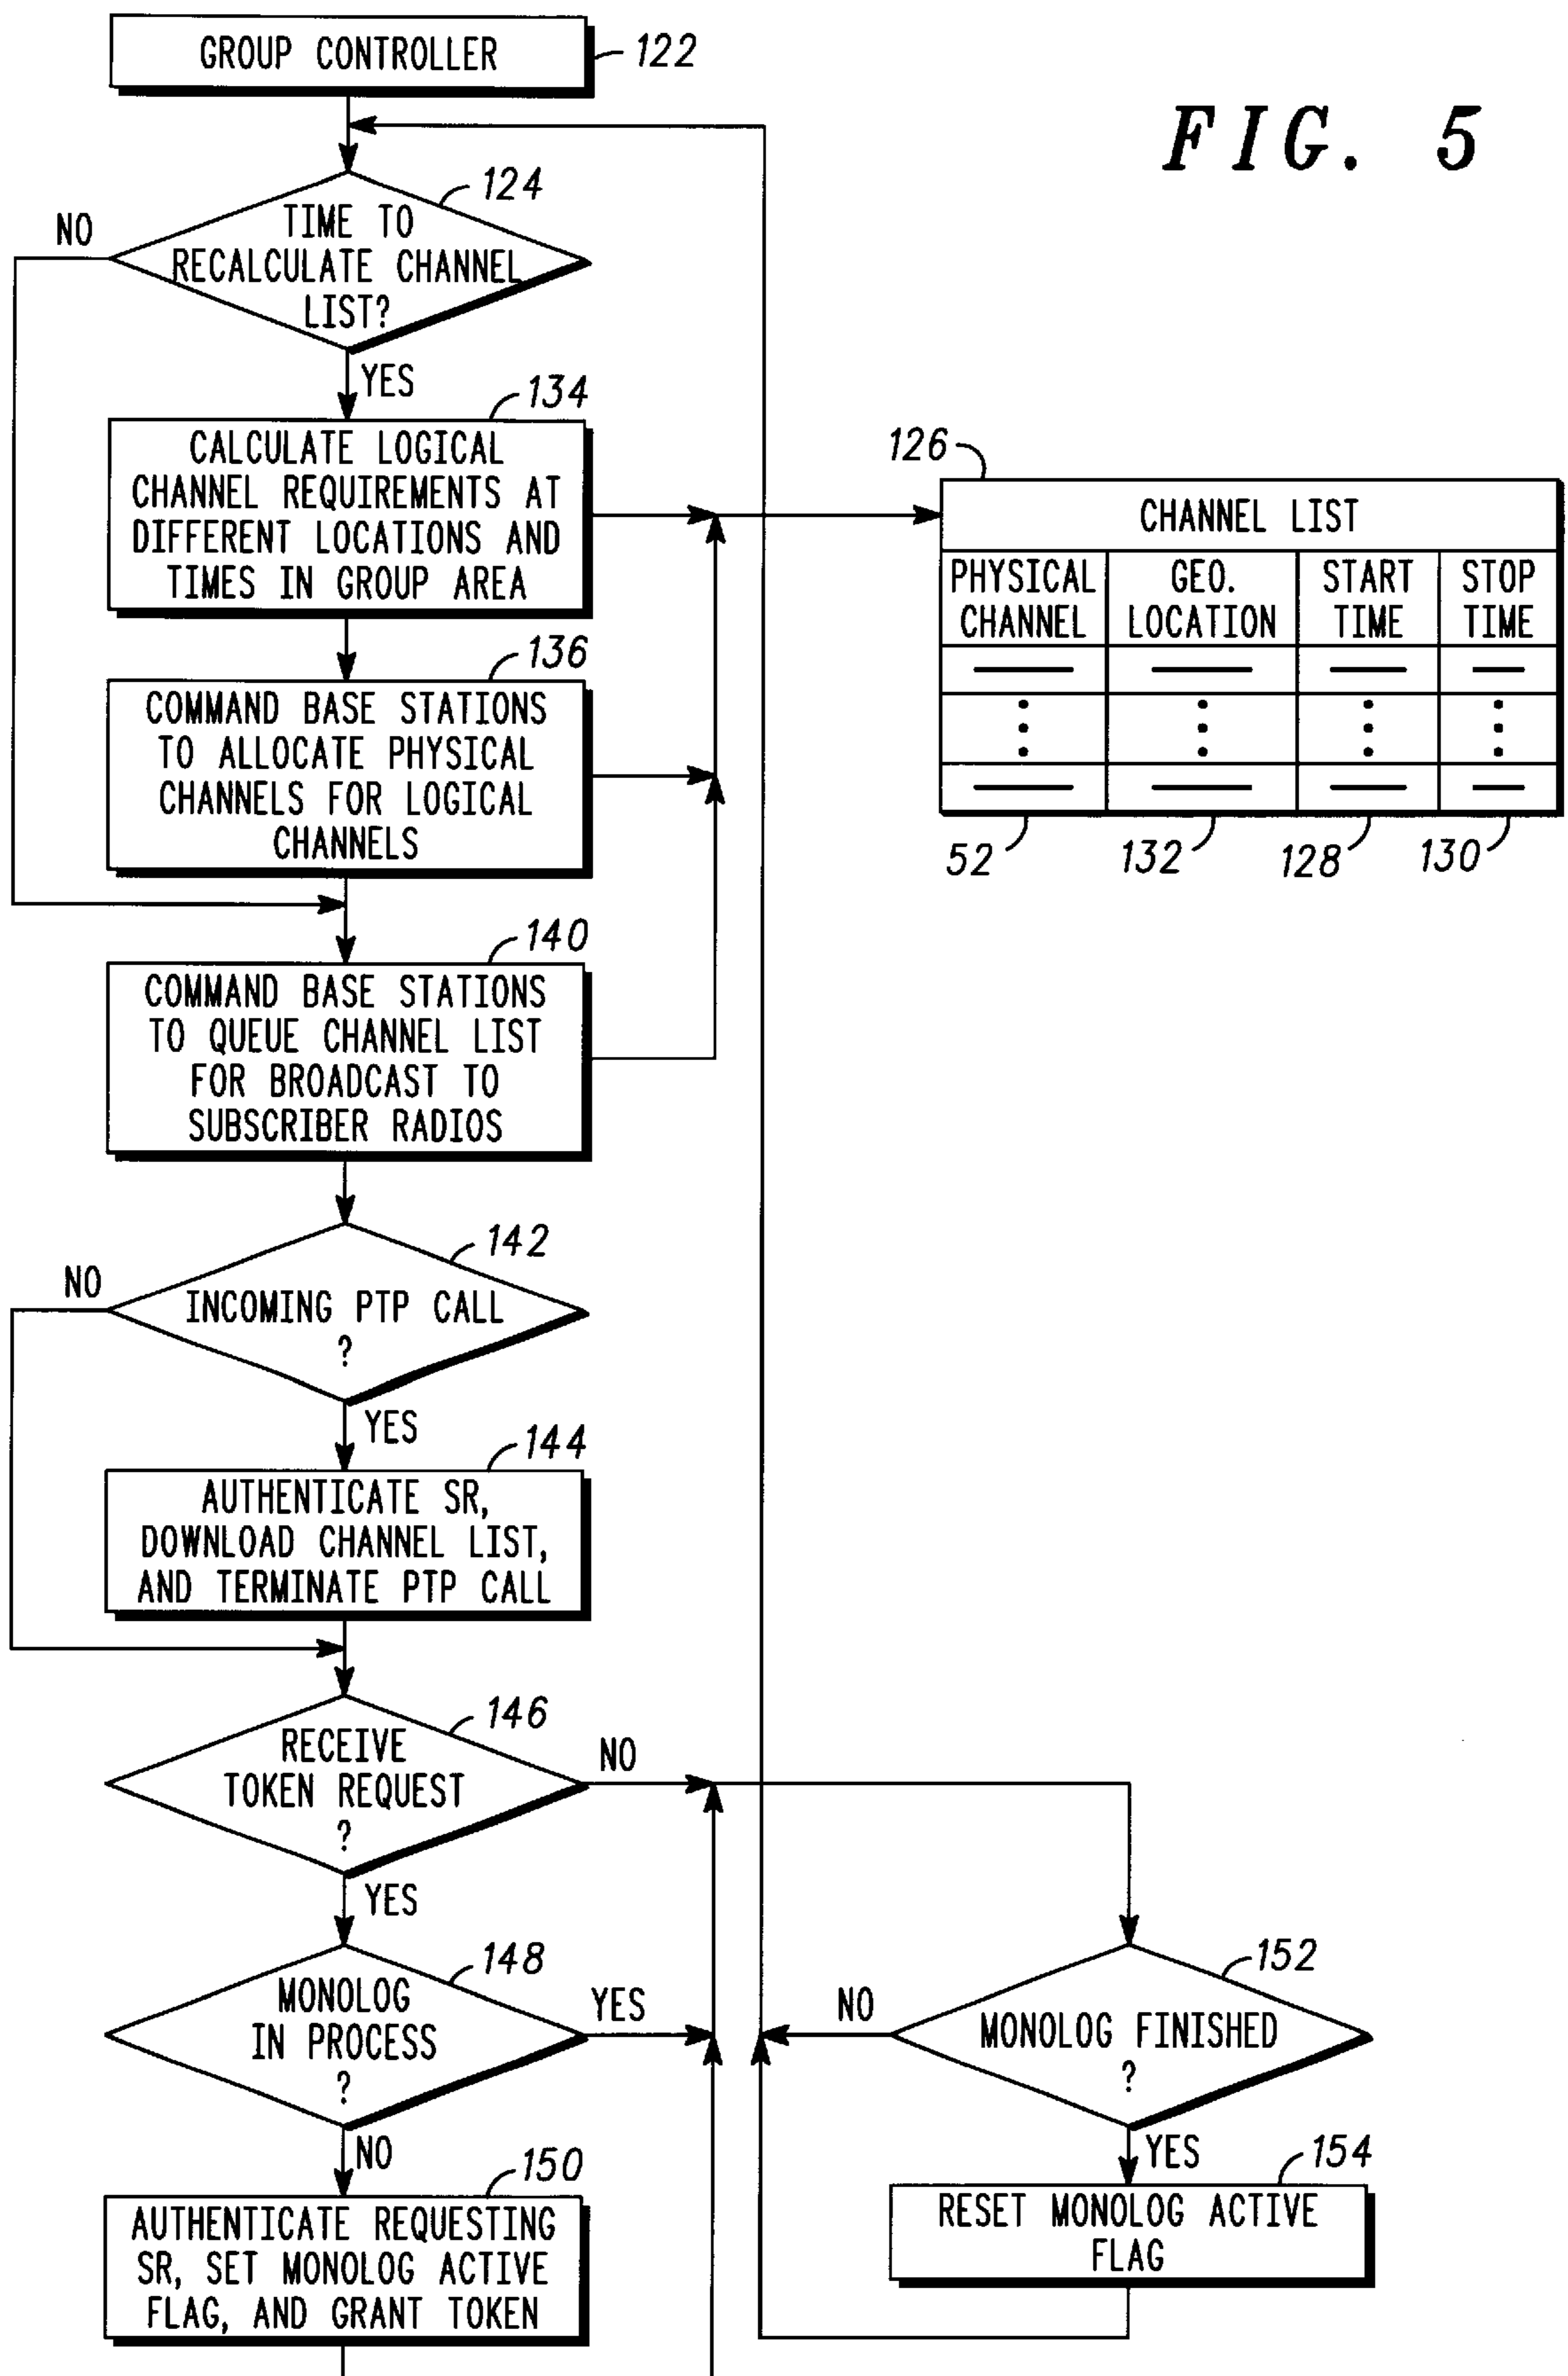 GROUP CONTROLLER
122
FIG. 5
124
TIME TO
RECALCULATE CHANNEL
LIST?
NO
YES
134
CALCULATE LOGICAL
CHANNEL REQUIREMENTS AT
DIFFERENT LOCATIONS AND
TIMES IN GROUP AREA
126
CHANNEL LIST
PHYSICAL
CHANNEL
GEO.
LOCATION
START
TIME
STOP
TIME
52
132
128
130
136
COMMAND BASE STATIONS
TO ALLOCATE PHYSICAL
CHANNELS FOR LOGICAL
CHANNELS
140
COMMAND BASE STATIONS
TO QUEUE CHANNEL LIST
FOR BROADCAST TO
SUBSCRIBER RADIOS
142
NO
INCOMING PTP CALL
?
YES
144
AUTHENTICATE SR,
DOWNLOAD CHANNEL LIST,
AND TERMINATE PTP CALL
146
RECEIVE
TOKEN REQUEST
?
NO
YES
148
MONOLOG
IN PROCESS
?
YES
NO
152
NO
MONOLOG FINISHED
?
YES
150
AUTHENTICATE REQUESTING
SR, SET MONOLOG ACTIVE
FLAG, AND GRANT TOKEN
154
RESET MONOLOG ACTIVE
FLAG